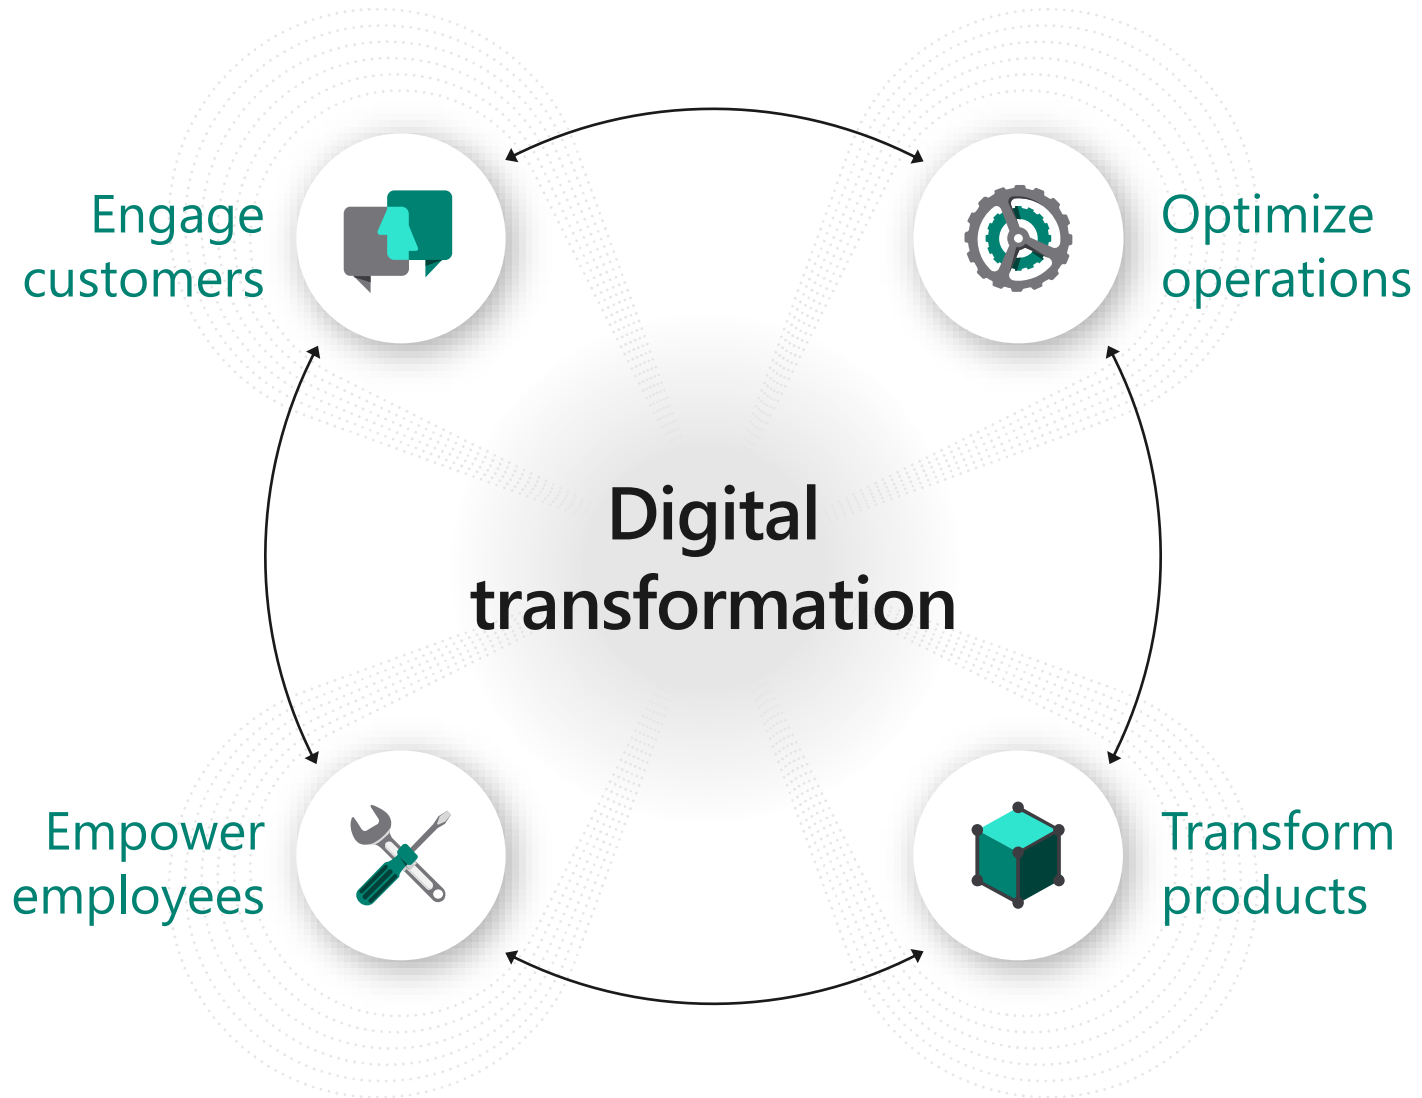 Engage
customers
Optimize
operations
Digital
transformation
Empower
employees
Transform
products